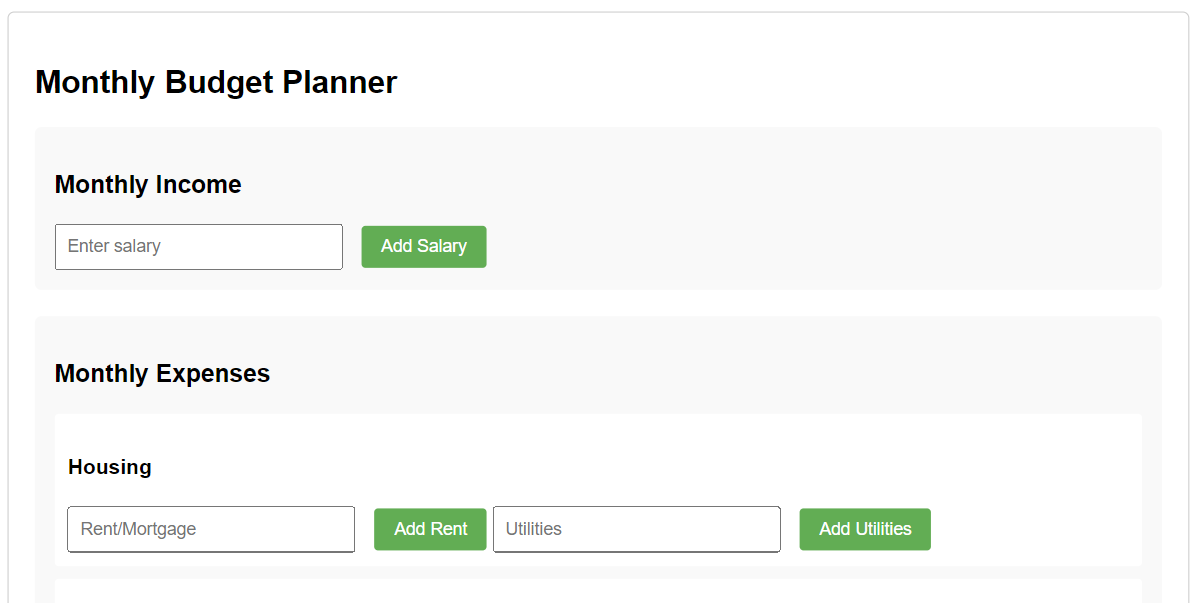 Monthly Budget Planner
Monthly Income
Enter salary Add Salary
Monthly Expenses
Housing
Rent/Mortgage Add Rent Utilities Add Utilities